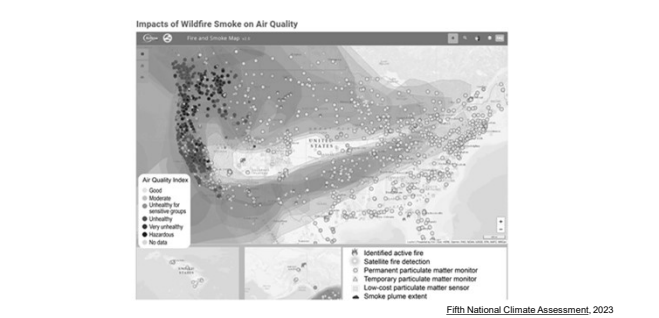 Impacts of Wildfire Smoke on Air Quality
Fire and Smoke Map
UNITED
STATES
Air Quality Index
Good
Moderate
Unhealthy for
sensitive groups
Unhealthy
Very unhealthy
Hazardous
No data
Identified active fire
Satellite fire detection
Permanent particulate matter monitor
Temporary particulate matter monitor
Low-cost particulate matter sensor
Smoke plume extent
Fifth National Climate Assessment, 2023